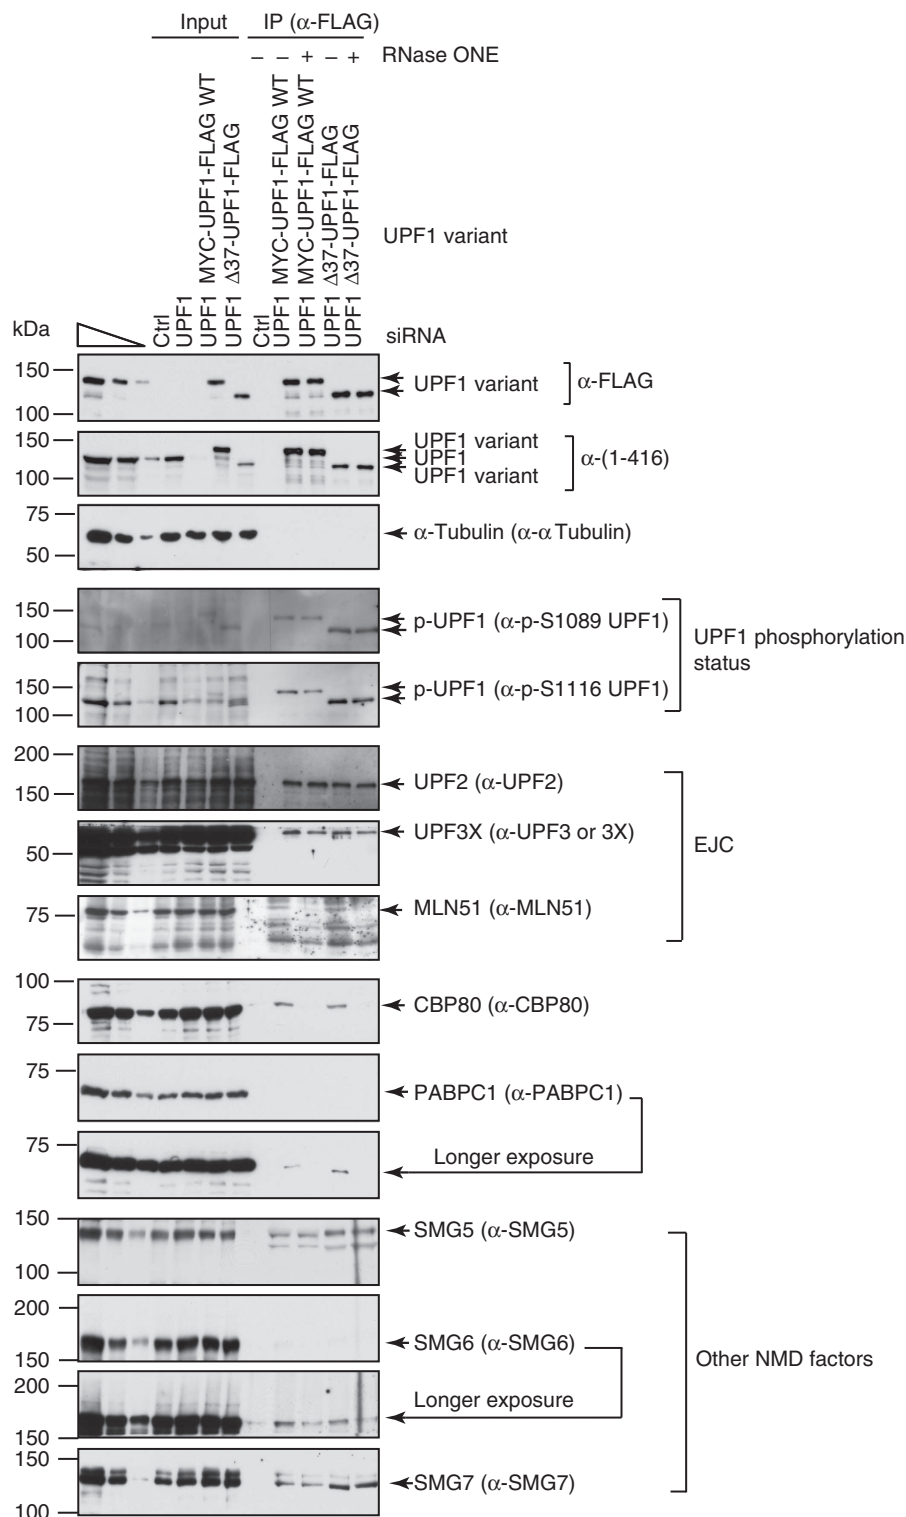 Input IP (α-FLAG)
– – + – + RNase ONE
MYC-UPF1-FLAG WT
Δ37-UPF1-FLAG
MYC-UPF1-FLAG WT
MYC-UPF1-FLAG WT
Δ37-UPF1-FLAG
Δ37-UPF1-FLAG
UPF1 variant
kDa Ctrl UPF1 UPF1 UPF1 Ctrl UPF1 UPF1 UPF1 UPF1 siRNA
150
UPF1 variant α-FLAG
100
150 UPF1 variant
UPF1 α-(1-416)
100 UPF1 variant
75
α-Tubulin (α-α Tubulin)
50
150
p-UPF1 (α-p-S1089 UPF1)
100
UPF1 phosphorylation
status
150 p-UPF1 (α-p-S1116 UPF1)
100
200
UPF2 (α-UPF2)
150
UPF3X (α-UPF3 or 3X)
50
EJC
75 MLN51 (α-MLN51)
100
CBP80 (α-CBP80)
75
75
PABPC1 (α-PABPC1)
75
Longer exposure
150
SMG5 (α-SMG5)
100
200
SMG6 (α-SMG6)
150
Other NMD factors
200
Longer exposure
150
150
SMG7 (α-SMG7)
100